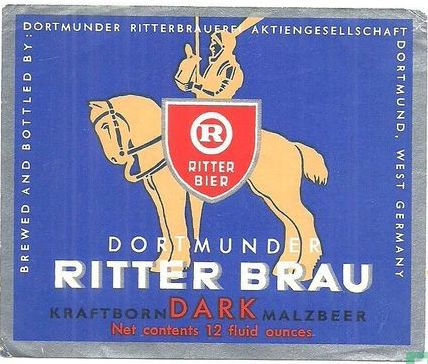 BREWED AND BOTTLED BY: DORTMUNDER RITTERBRAUEREI AKTIENGESELLSCHAFT DORTMUND, WEST GERMANY
R
RITTER
BIER
DORTMUNDER
RITTER BRAU
KRAFTBORN DARK MALZBEER
Net contents 12 fluid ounces.